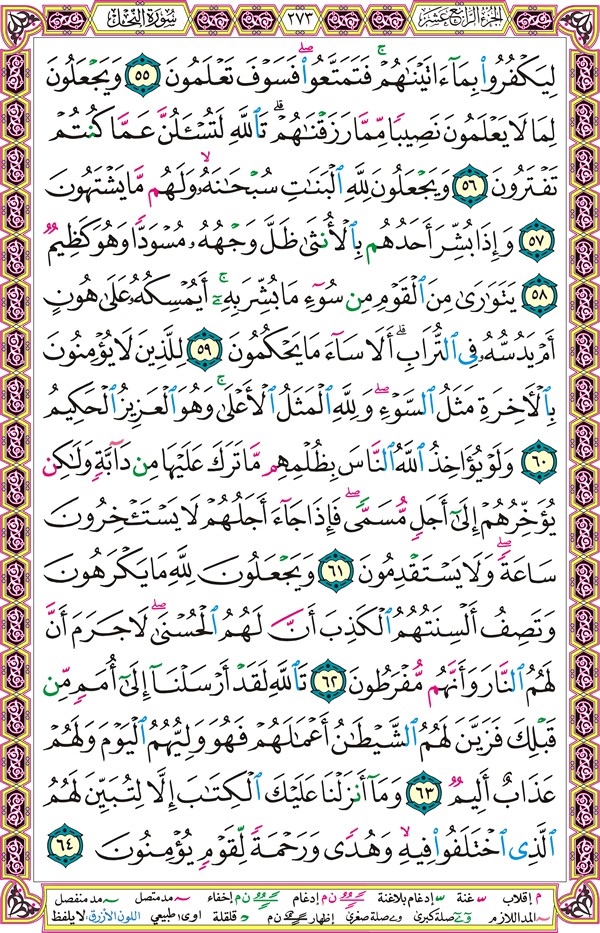 الجزء الرابع عشر ٢٧٣ سورة النحل
لِيَكْفُرُوا۟ بِمَآ ءَاتَيْنَـٰهُمْ ۚ فَتَمَتَّعُوا۟ ۖ فَسَوْفَ تَعْلَمُونَ ٥٥ وَيَجْعَلُونَ
لِمَا لَا يَعْلَمُونَ نَصِيبًا مِّمَّا رَزَقْنَـٰهُمْ ۗ تَٱللَّهِ لَتُسْـَٔلُنَّ عَمَّا كُنتُمْ
تَفْتَرُونَ ٥٦ وَيَجْعَلُونَ لِلَّهِ ٱلْبَنَـٰتِ سُبْحَـٰنَهُۥ ۙ وَلَهُم مَّا يَشْتَهُونَ
٥٧ وَإِذَا بُشِّرَ أَحَدُهُم بِٱلْأُنثَىٰ ظَلَّ وَجْهُهُۥ مُسْوَدًّا وَهُوَ كَظِيمٌ
٥٨ يَتَوَٰرَىٰ مِنَ ٱلْقَوْمِ مِن سُوٓءِ مَا بُشِّرَ بِهِۦٓ ۚ أَيُمْسِكُهُۥ عَلَىٰ هُونٍ
أَمْ يَدُسُّهُۥ فِى ٱلتُّرَابِ ۗ أَلَا سَآءَ مَا يَحْكُمُونَ ٥٩ لِلَّذِينَ لَا يُؤْمِنُونَ
بِٱلْـَٔاخِرَةِ مَثَلُ ٱلسَّوْءِ ۖ وَلِلَّهِ ٱلْمَثَلُ ٱلْأَعْلَىٰ ۚ وَهُوَ ٱلْعَزِيزُ ٱلْحَكِيمُ
٦٠ وَلَوْ يُؤَاخِذُ ٱللَّهُ ٱلنَّاسَ بِظُلْمِهِم مَّا تَرَكَ عَلَيْهَا مِن دَآبَّةٍ وَلَـٰكِن
يُؤَخِّرُهُمْ إِلَىٰٓ أَجَلٍ مُّسَمًّى ۖ فَإِذَا جَآءَ أَجَلُهُمْ لَا يَسْتَـْٔخِرُونَ
سَاعَةً ۖ وَلَا يَسْتَقْدِمُونَ ٦١ وَيَجْعَلُونَ لِلَّهِ مَا يَكْرَهُونَ
وَتَصِفُ أَلْسِنَتُهُمُ ٱلْكَذِبَ أَنَّ لَهُمُ ٱلْحُسْنَىٰ ۖ لَا جَرَمَ أَنَّ
لَهُمُ ٱلنَّارَ وَأَنَّهُم مُّفْرَطُونَ ٦٢ تَٱللَّهِ لَقَدْ أَرْسَلْنَآ إِلَىٰٓ أُمَمٍ مِّن
قَبْلِكَ فَزَيَّنَ لَهُمُ ٱلشَّيْطَـٰنُ أَعْمَـٰلَهُمْ فَهُوَ وَلِيُّهُمُ ٱلْيَوْمَ وَلَهُمْ
عَذَابٌ أَلِيمٌ ٦٣ وَمَآ أَنزَلْنَا عَلَيْكَ ٱلْكِتَـٰبَ إِلَّا لِتُبَيِّنَ لَهُمُ
ٱلَّذِى ٱخْتَلَفُوا۟ فِيهِ ۙ وَهُدًى وَرَحْمَةً لِّقَوْمٍ يُؤْمِنُونَ ٦٤
م إقلاب غنة إدغام بلاغنة ن م إدغام ن م إخفاء مد متصل مد منفصل
المد اللازم صلة كبرى صلة صغرى إظهار ن م قلقلة اوى طبيعي اللون الأزرق: لا يلفظ